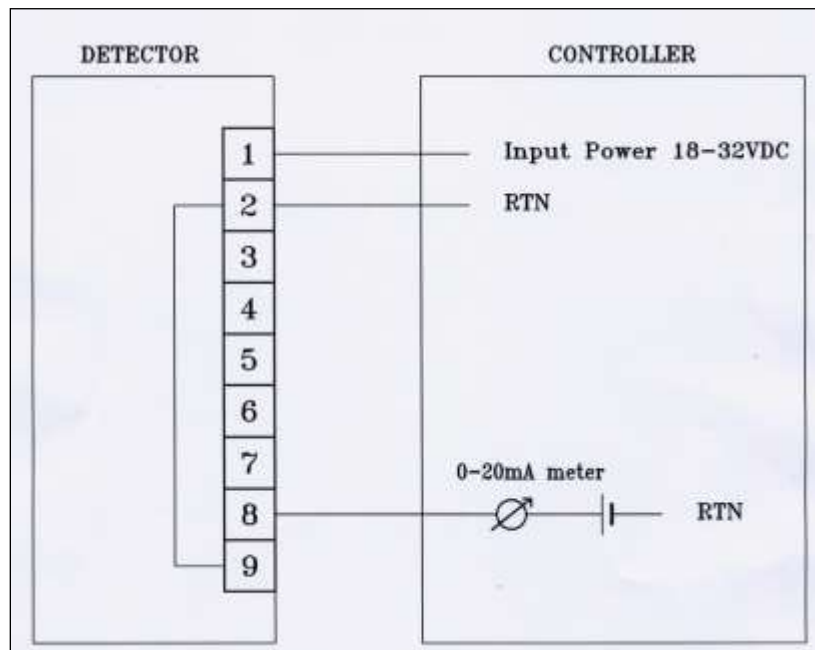 DETECTOR CONTROLLER
1 Input Power 18-32VDC
2 RTN
3
4
5
6
7
0-20mA meter
8 RTN
9